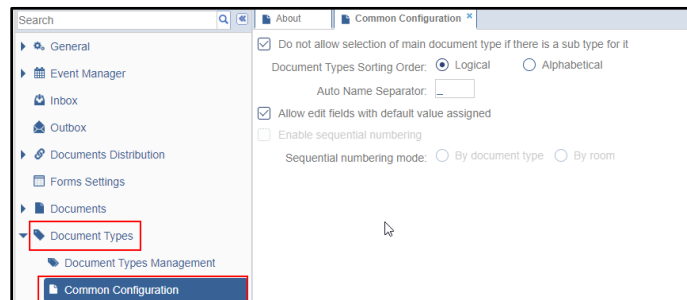 Search
General
Event Manager
Inbox
Outbox
Documents Distribution
Forms Settings
Documents
Document Types
Document Types Management
Common Configuration
About
Common Configuration ×
Do not allow selection of main document type if there is a sub type for it
Document Types Sorting Order: Logical Alphabetical
Auto Name Separator: _
Allow edit fields with default value assigned
Enable sequential numbering
Sequential numbering mode: By document type By room